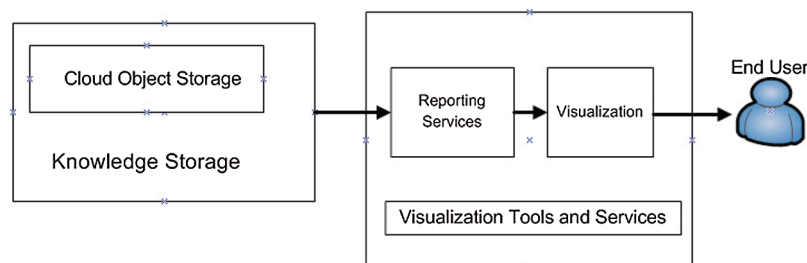 Cloud Object Storage
Knowledge Storage
Reporting
Services
Visualization
Visualization Tools and Services
End User